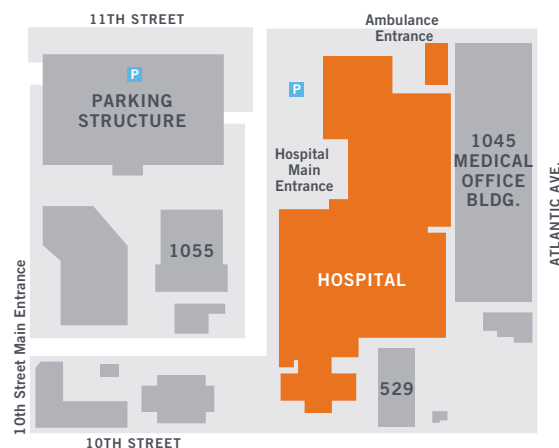 11TH STREET
Ambulance
Entrance
P
PARKING
STRUCTURE
P
Hospital
Main
Entrance
1045
MEDICAL
OFFICE
BLDG.
ATLANTIC AVE.
1055
HOSPITAL
10th Street Main Entrance
529
10TH STREET